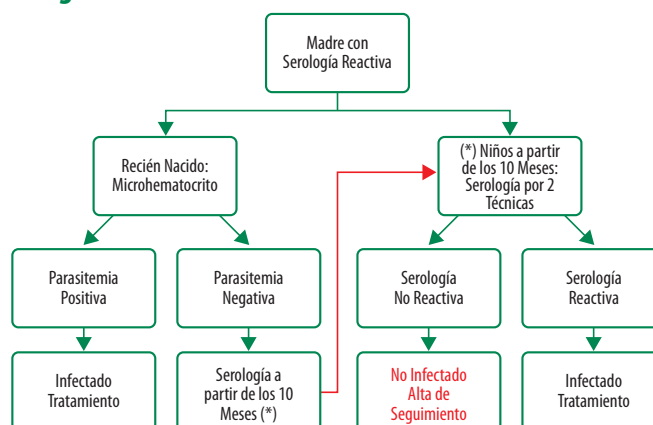 Madre con
Serología Reactiva
Recién Nacido:
Microhematocrito
(*) Niños a partir
de los 10 Meses:
Serología por 2
Técnicas
Parasitemia
Positiva
Parasitemia
Negativa
Serología
No Reactiva
Serología
Reactiva
Infectado
Tratamiento
Serología a
partir de los 10
Meses (*)
No Infectado
Alta de
Seguimiento
Infectado
Tratamiento